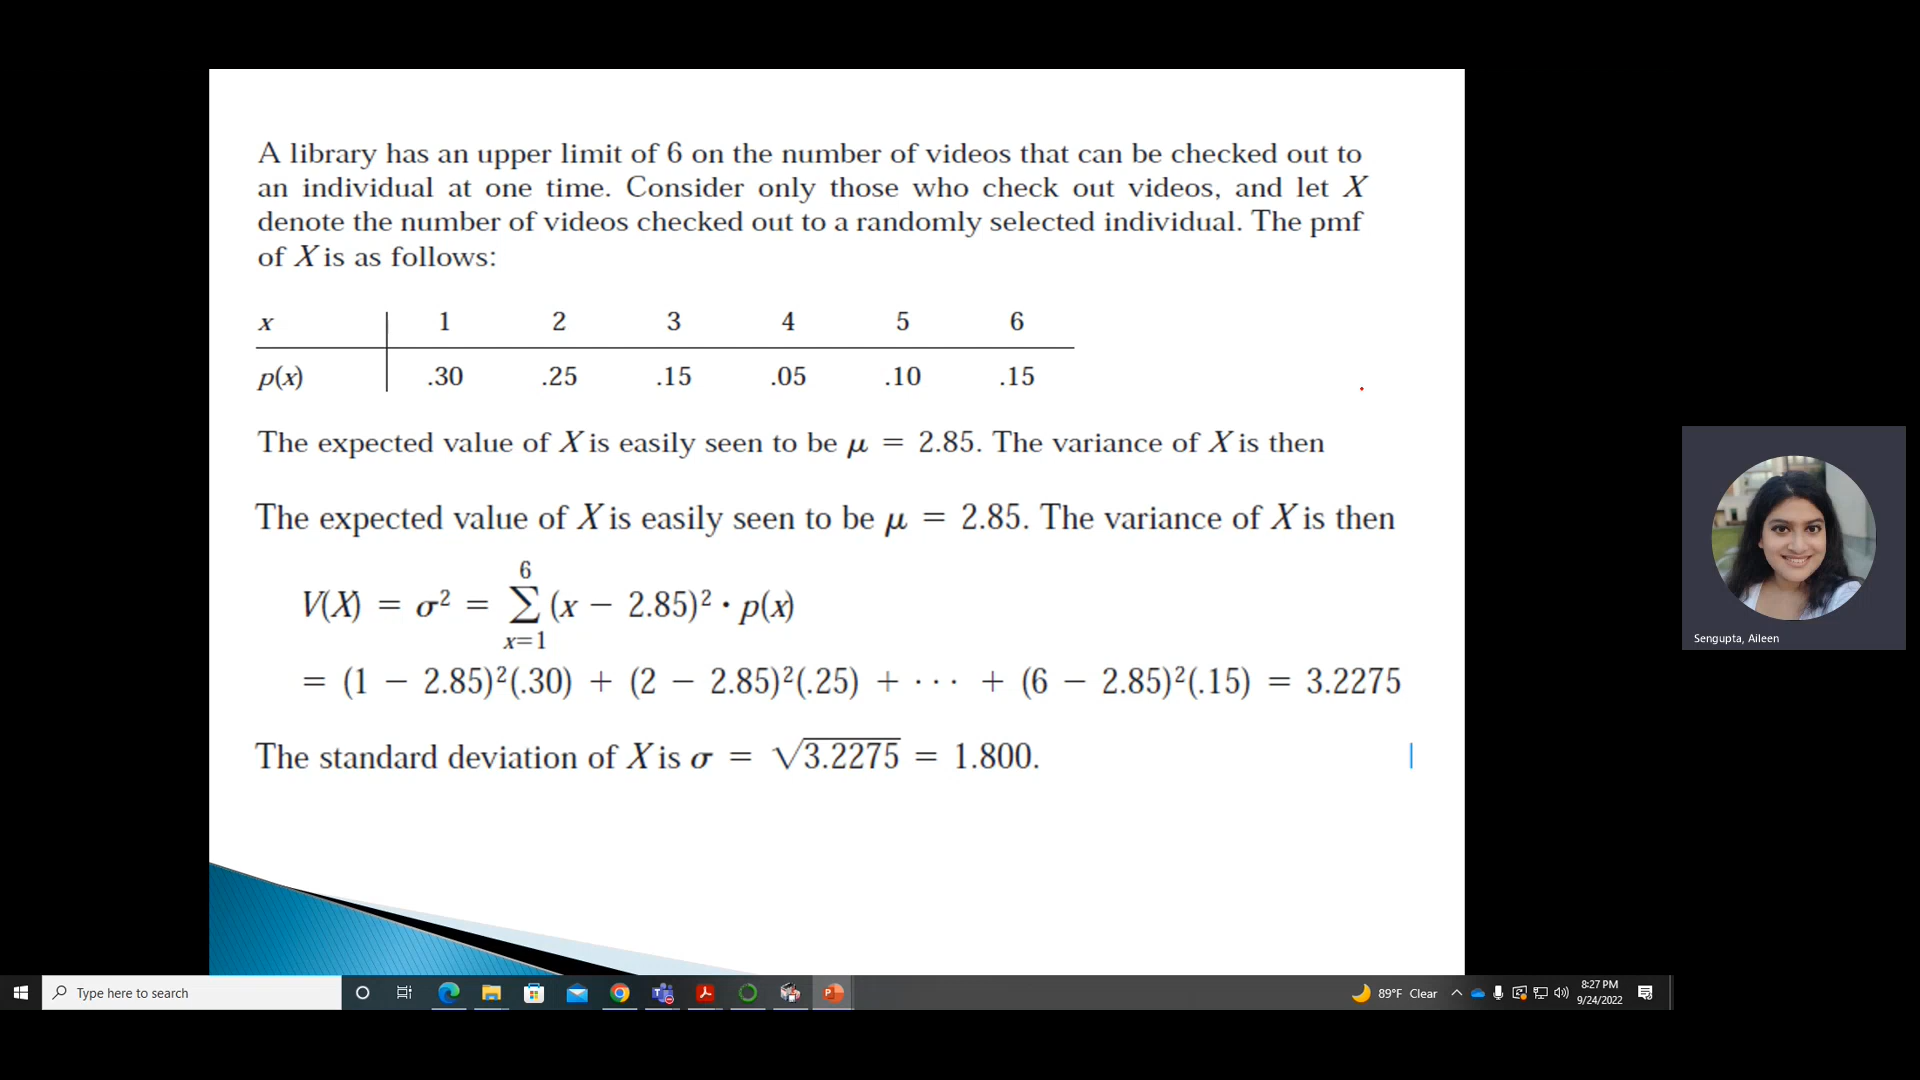 A library has an upper limit of 6 on the number of videos that can be checked out to
an individual at one time. Consider only those who check out videos, and let X
denote the number of videos checked out to a randomly selected individual. The pmf
of X is as follows:
x 1 2 3 4 5 6
p(x) .30 .25 .15 .05 .10 .15
The expected value of X is easily seen to be μ = 2.85. The variance of X is then
The expected value of X is easily seen to be μ = 2.85. The variance of X is then
V(X) = σ² = ∑_{x=1}^{6} (x − 2.85)² · p(x)
= (1 − 2.85)²(.30) + (2 − 2.85)²(.25) + ··· + (6 − 2.85)²(.15) = 3.2275
The standard deviation of X is σ = √3.2275 = 1.800.
Sengupta, Aileen
Type here to search
89°F Clear
8:27 PM
9/24/2022